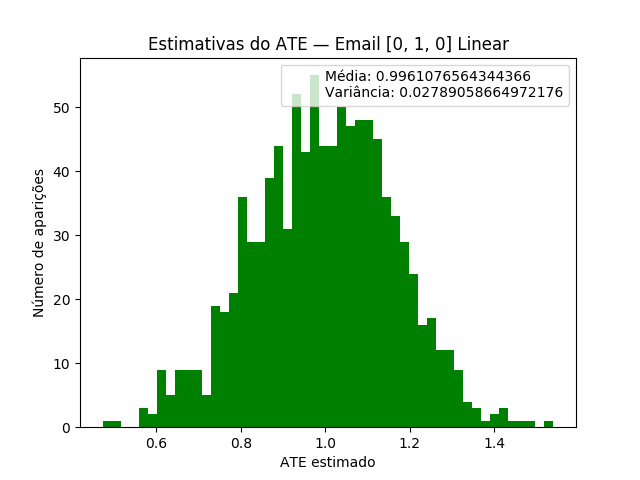 Estimativas do ATE — Email [0, 1, 0] Linear
Média: 0.9961076564344366
Variância: 0.02789058664972176
Número de aparições
50
40
30
20
10
0
0.6
0.8
1.0
1.2
1.4
ATE estimado